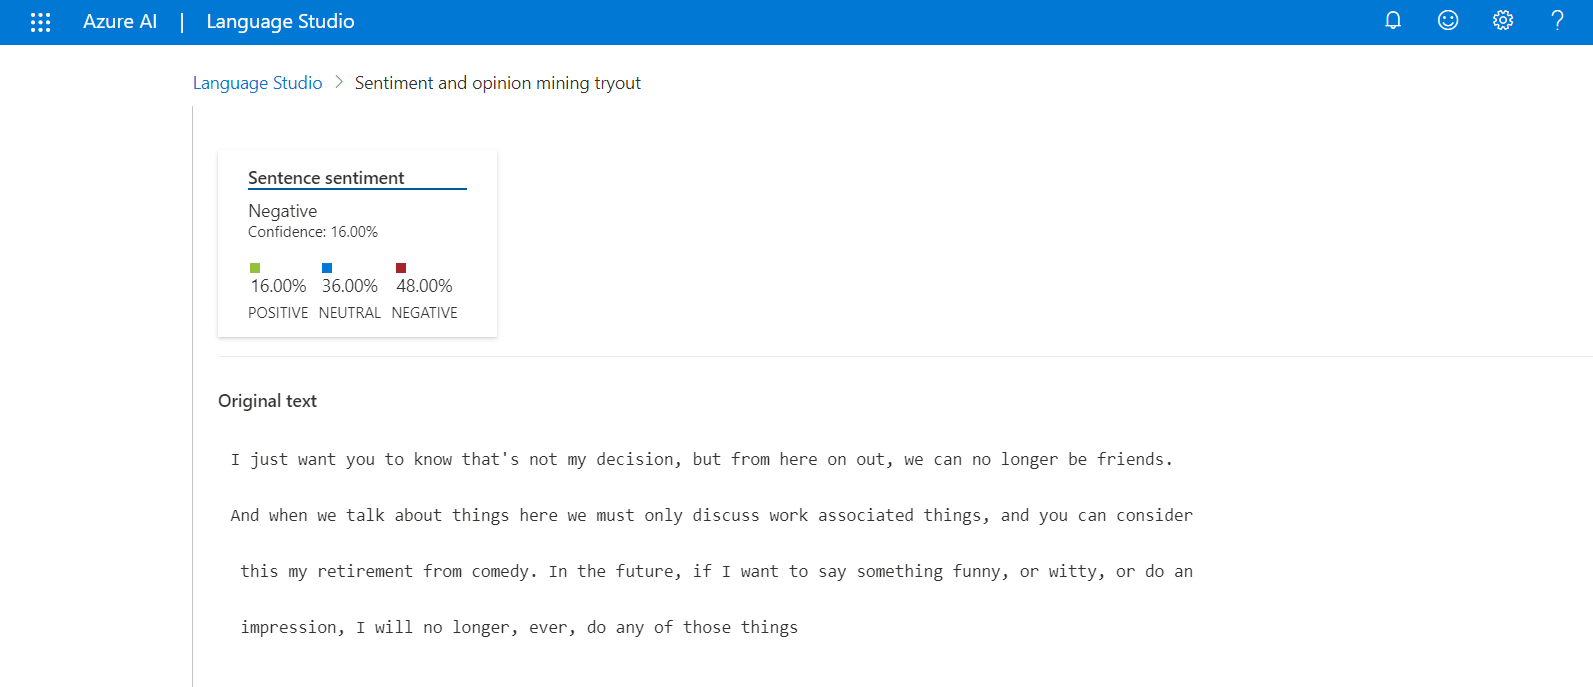 Azure AI | Language Studio
Language Studio > Sentiment and opinion mining tryout
Sentence sentiment
Negative
Confidence: 16.00%
16.00% 36.00% 48.00%
POSITIVE NEUTRAL NEGATIVE
Original text
I just want you to know that's not my decision, but from here on out, we can no longer be friends.
And when we talk about things here we must only discuss work associated things, and you can consider
this my retirement from comedy. In the future, if I want to say something funny, or witty, or do an
impression, I will no longer, ever, do any of those things